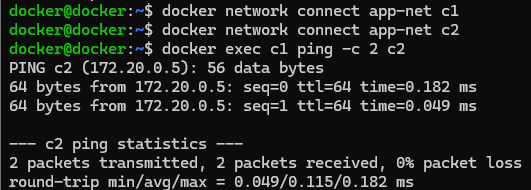 docker@docker:~$ docker network connect app-net c1
docker@docker:~$ docker network connect app-net c2
docker@docker:~$ docker exec c1 ping -c 2 c2
PING c2 (172.20.0.5): 56 data bytes
64 bytes from 172.20.0.5: seq=0 ttl=64 time=0.182 ms
64 bytes from 172.20.0.5: seq=1 ttl=64 time=0.049 ms
--- c2 ping statistics ---
2 packets transmitted, 2 packets received, 0% packet loss
round-trip min/avg/max = 0.049/0.115/0.182 ms